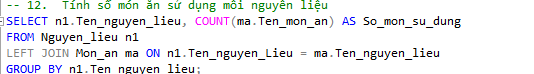 -- 12.  Tính số món ăn sử dụng mỗi nguyên liệu
SELECT n1.Ten_nguyen_lieu, COUNT(ma.Ten_mon_an) AS So_mon_su_dung
FROM Nguyen_lieu n1
LEFT JOIN Mon_an ma ON n1.Ten_nguyen_Lieu = ma.Ten_nguyen_lieu
GROUP BY n1.Ten_nguyen_lieu;